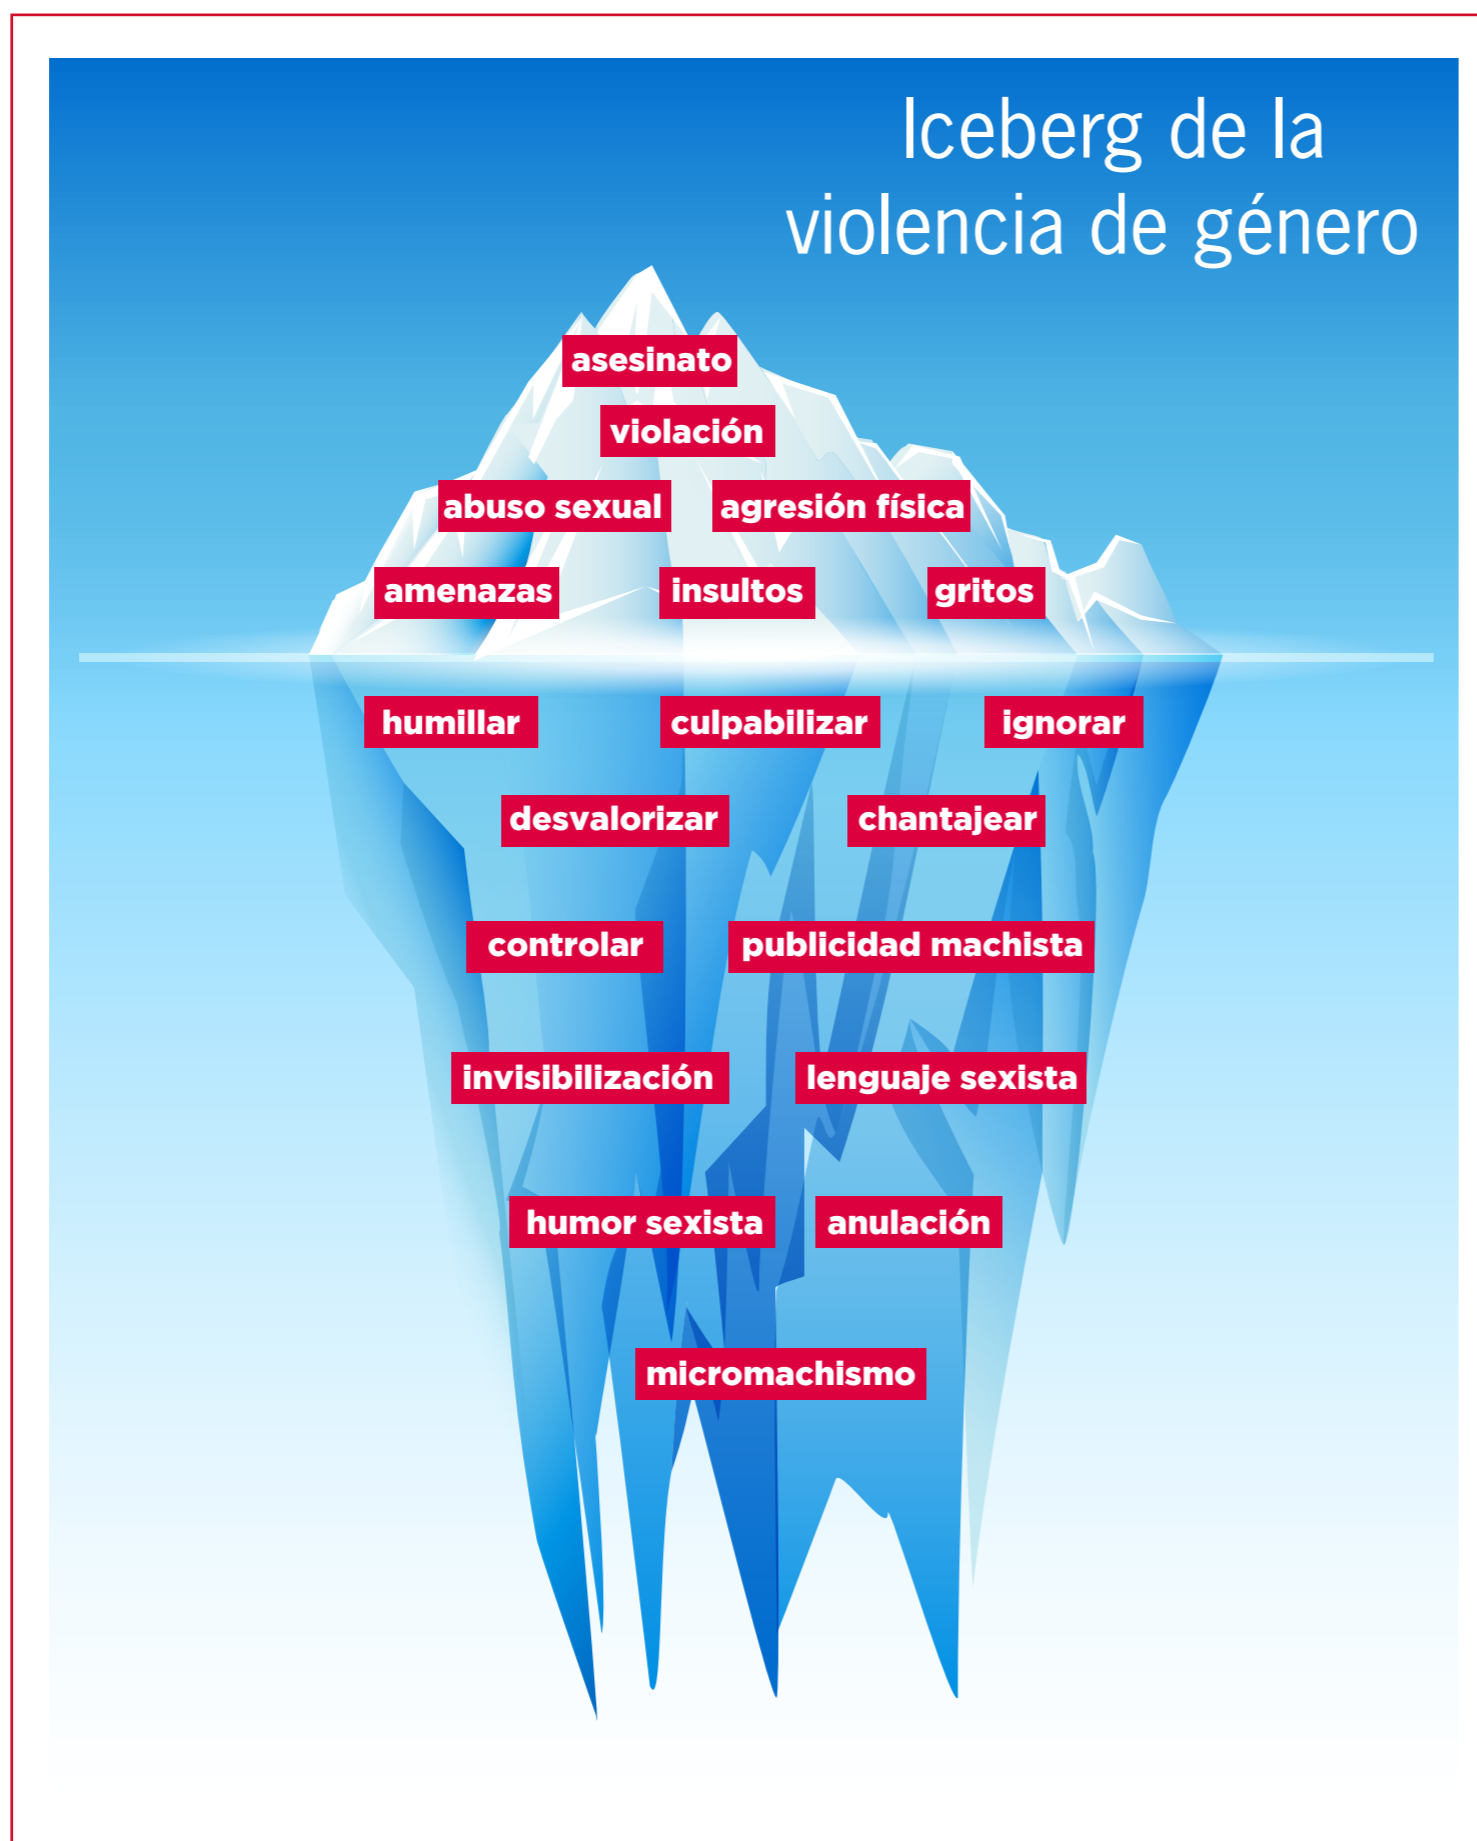 Iceberg de la
violencia de género
asesinato
violación
abuso sexual agresión física
amenazas insultos gritos
humillar culpabilizar ignorar
desvalorizar chantajear
controlar publicidad machista
invisibilización lenguaje sexista
humor sexista anulación
micromachismo